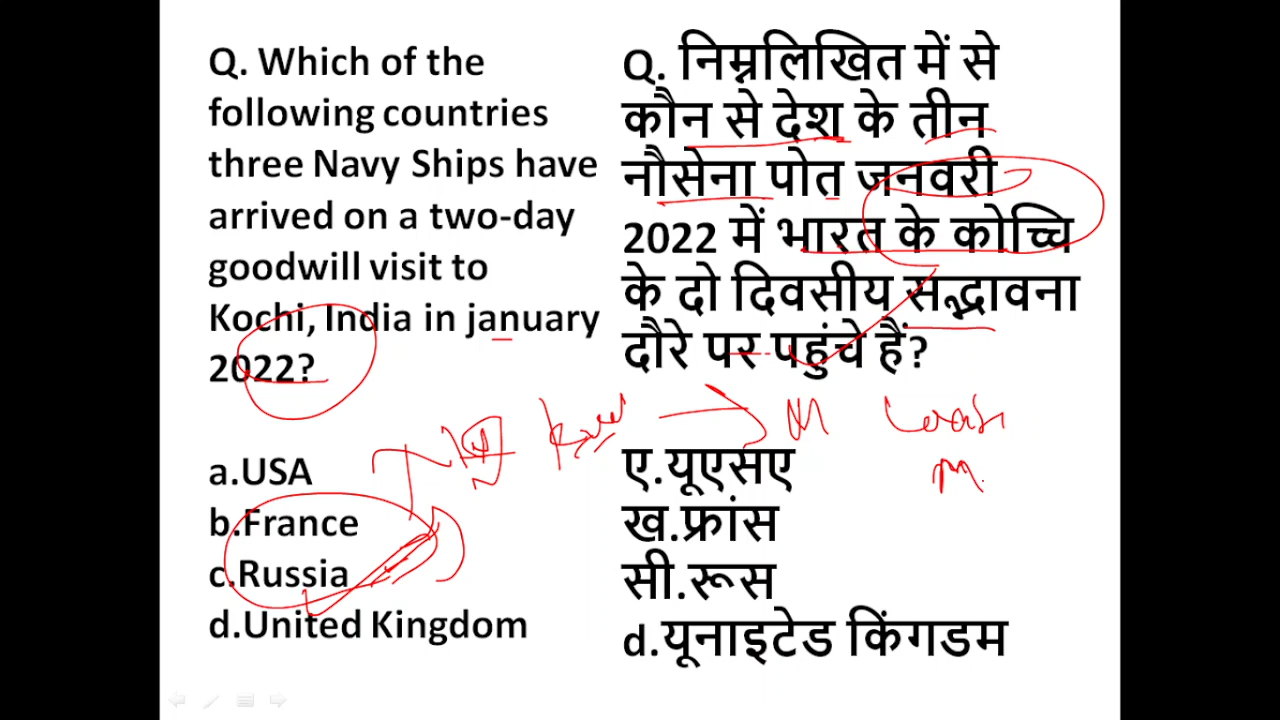 Q. Which of the
following countries
three Navy Ships have
arrived on a two-day
goodwill visit to
Kochi, India in january
2022?
a.USA
b.France
c.Russia
d.United Kingdom
Q. निम्नलिखित में से
कौन से देश के तीन
नौसेना पोत जनवरी
2022 में भारत के कोच्चि
के दो दिवसीय सद्भावना
दौरे पर पहुंचे हैं?
ए.यूएसए
ख.फ्रांस
सी.रूस
d.यूनाइटेड किंगडम